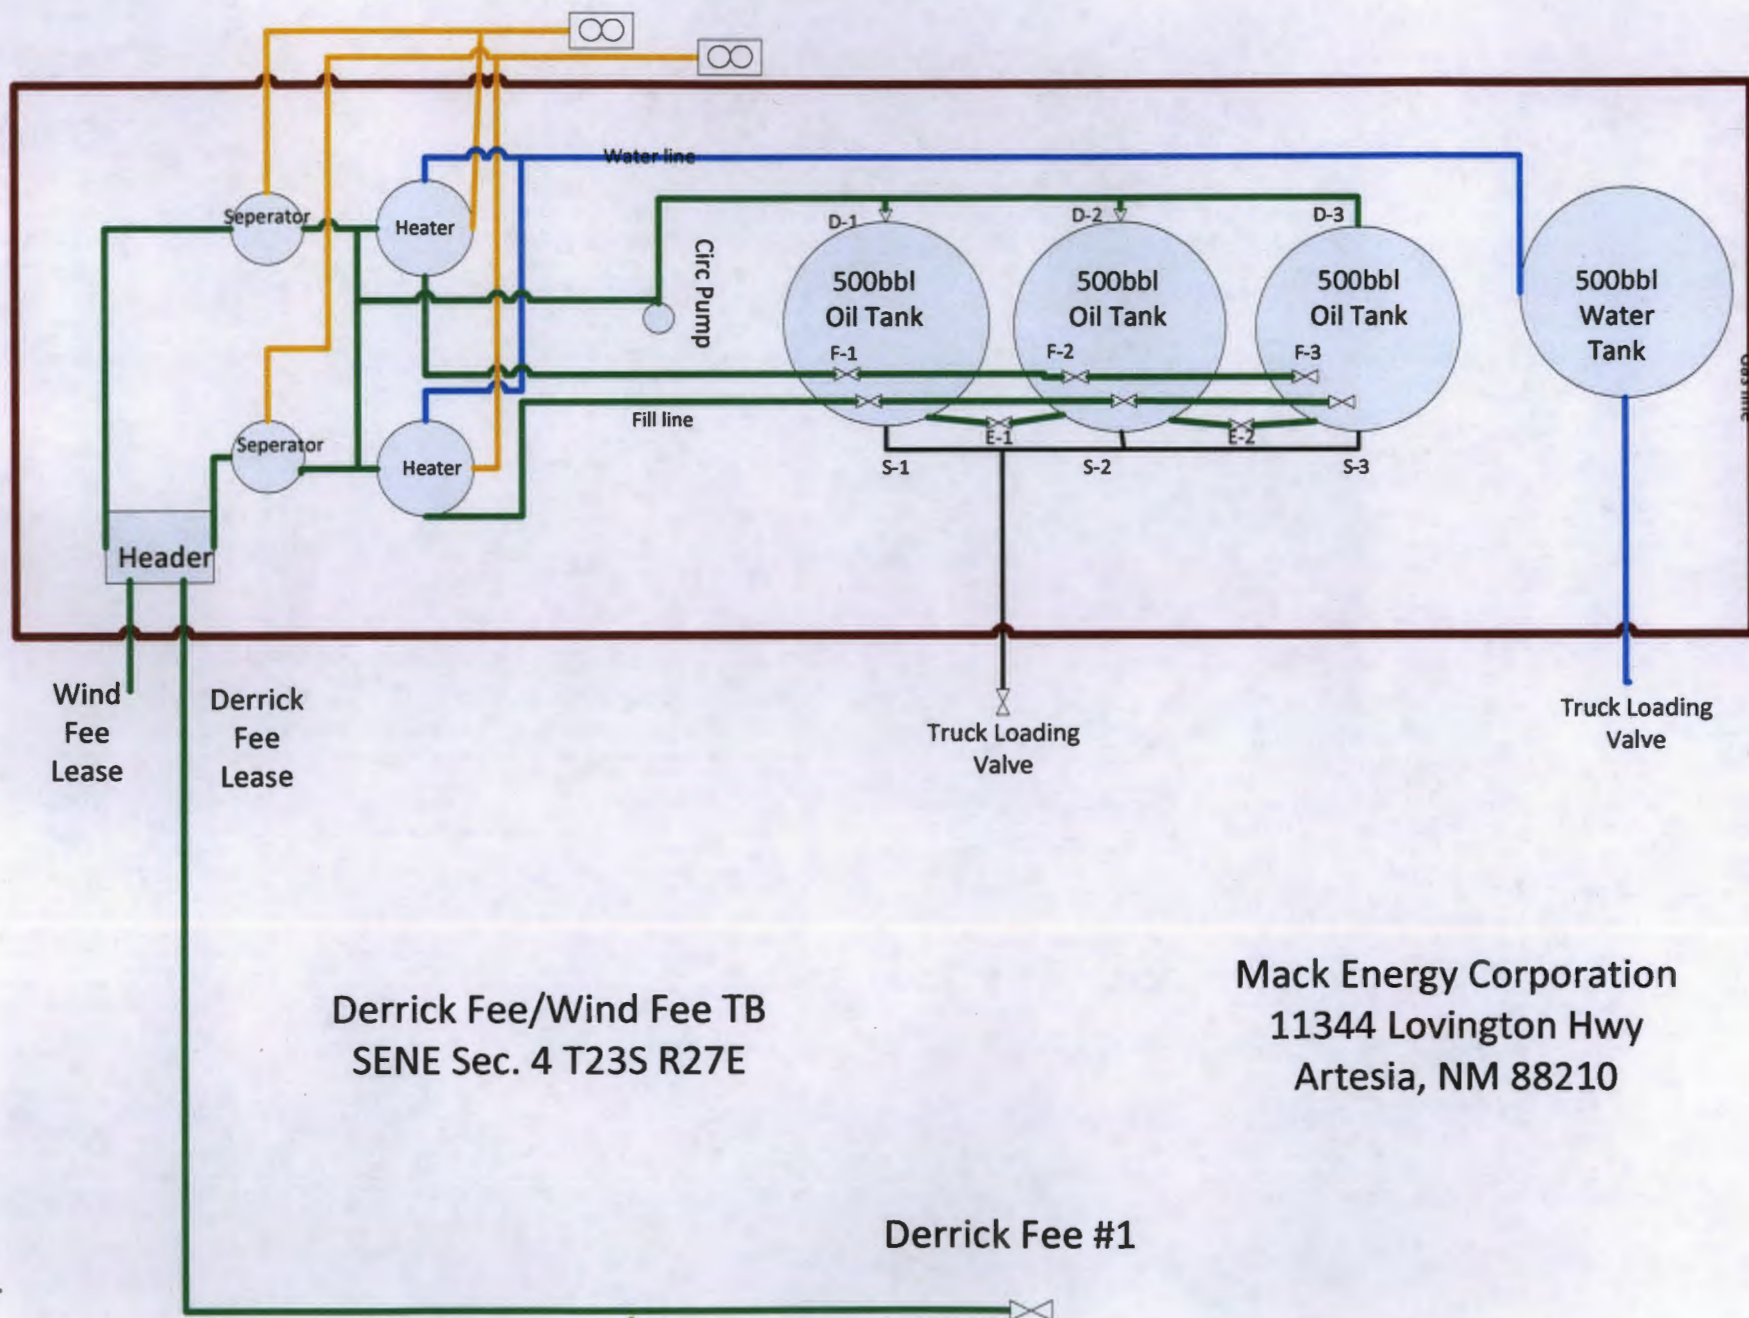 Water line
Seperator
Heater
Circ Pump
D-1
D-2
D-3
500bbl
Oil Tank
500bbl
Oil Tank
500bbl
Oil Tank
500bbl
Water
Tank
F-1
F-2
F-3
Fill line
E-1
E-2
S-1
S-2
S-3
Seperator
Heater
Header
Wind
Fee
Lease
Derrick
Fee
Lease
Truck Loading
Valve
Truck Loading
Valve
Derrick Fee/Wind Fee TB
SENE Sec. 4 T23S R27E
Mack Energy Corporation
11344 Lovington Hwy
Artesia, NM 88210
Derrick Fee #1